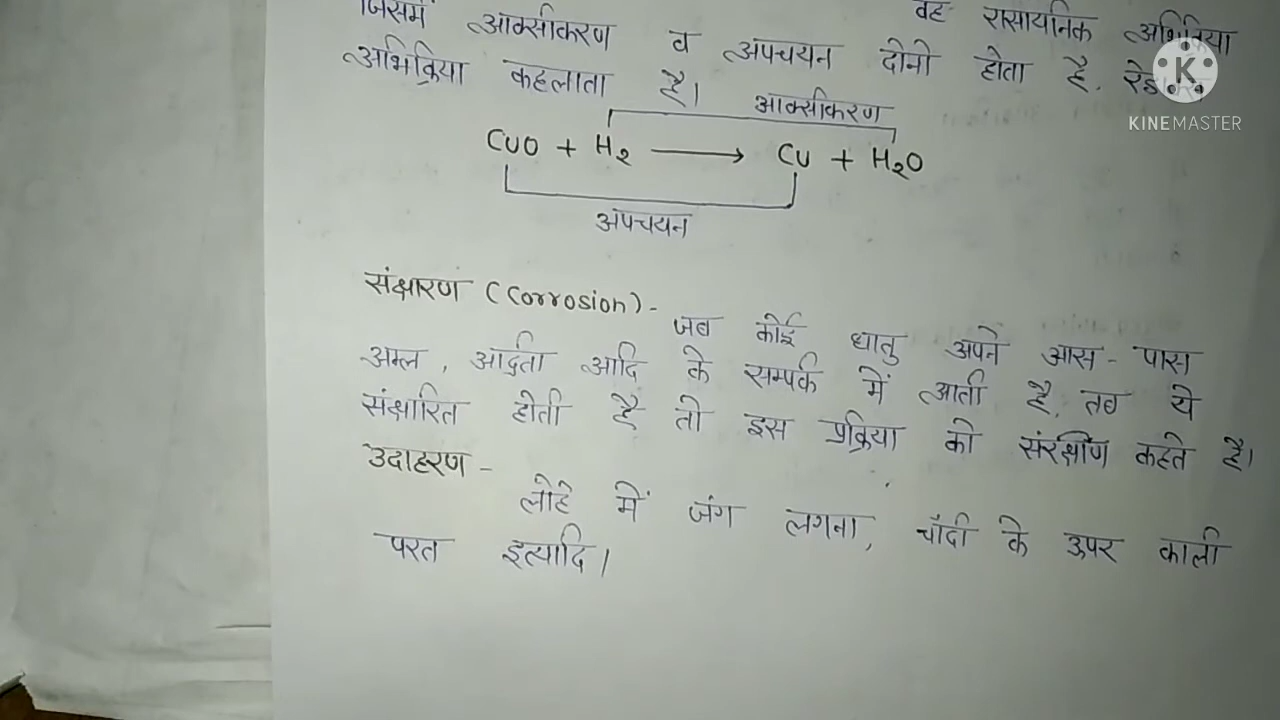 वह रासायनिक अभिक्रिया
जिसमें आक्सीकरण व अपचयन दोनो होता है.
अभिक्रिया कहलाता है।
आक्सीकरण
CUO + H₂ ⟶ CU + H₂O
अपचयन
संक्षारण (Corrosion) -
जब कोई धातु अपने आस - पास
अम्ल, आर्द्रता आदि के सम्पर्क में आती है, तब ये
संक्षारित होती है तो इस प्रक्रिया को संरक्षीण कहते है।
उदाहरण -
लोहे में जंग लगना, चाँदी के ऊपर काली
परत इत्यादि।
K
KINEMASTER